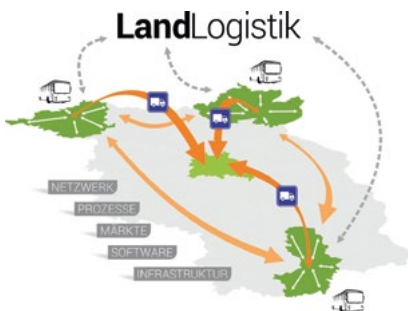 LandLogistik
NETZWERK
PROZESSE
MÄRKTE
SOFTWARE
INFRASTRUKTUR